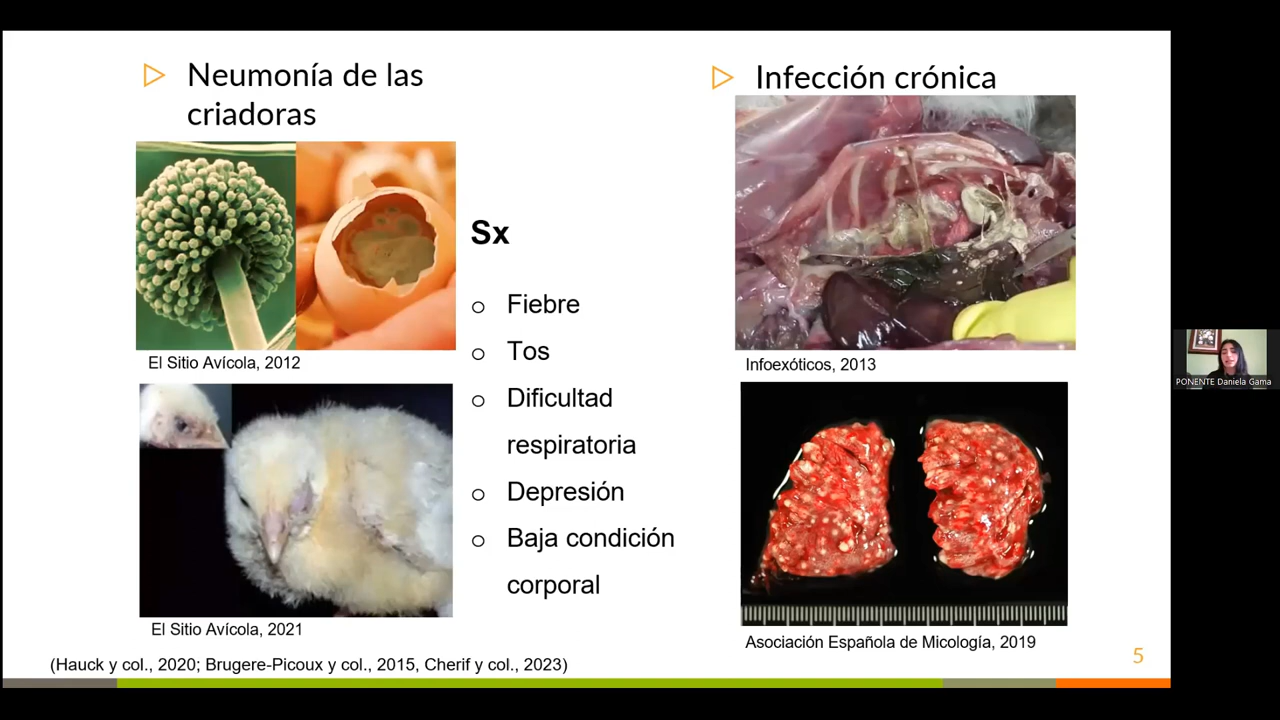 Neumonía de las
criadoras
El Sitio Avícola, 2012
El Sitio Avícola, 2021
Sx
Fiebre
Tos
Dificultad
respiratoria
Depresión
Baja condición
corporal
Infección crónica
Infoexóticos, 2013
Asociación Española de Micología, 2019
(Hauck y col., 2020; Brugere-Picoux y col., 2015, Cherif y col., 2023)
5
PONENTE Daniela Gama